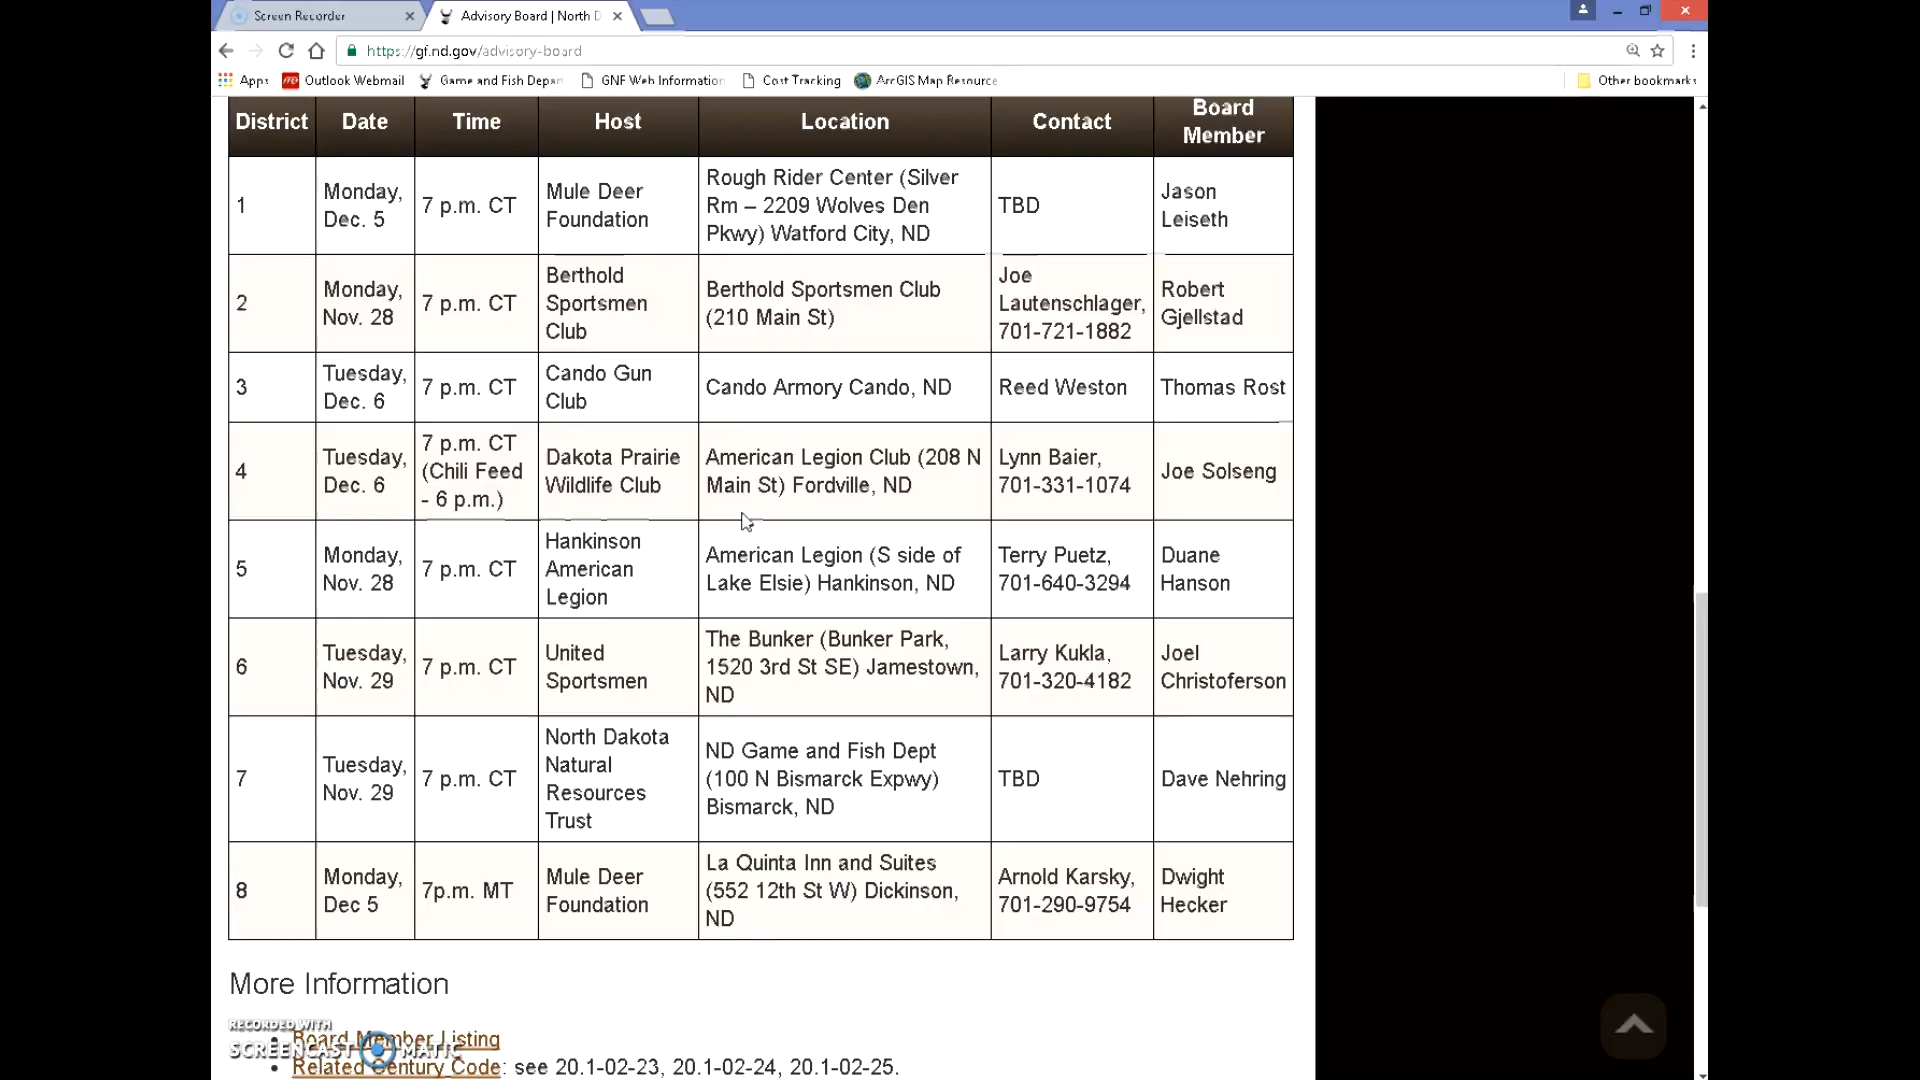 Screen Recorder
Advisory Board | North D
https://gf.nd.gov/advisory-board
Apps
Outlook Webmail
Game and Fish Depar
GNF Web Information
Cost Tracking
ArcGIS Map Resource
Other bookmarks
District
Date
Time
Host
Location
Contact
Board
Member
1
Monday,
Dec. 5
7 p.m. CT
Mule Deer
Foundation
Rough Rider Center (Silver
Rm – 2209 Wolves Den
Pkwy) Watford City, ND
TBD
Jason
Leiseth
2
Monday,
Nov. 28
7 p.m. CT
Berthold
Sportsmen
Club
Berthold Sportsmen Club
(210 Main St)
Joe
Lautenschlager,
701-721-1882
Robert
Gjellstad
3
Tuesday,
Dec. 6
7 p.m. CT
Cando Gun
Club
Cando Armory Cando, ND
Reed Weston
Thomas Rost
4
Tuesday,
Dec. 6
7 p.m. CT
(Chili Feed
- 6 p.m.)
Dakota Prairie
Wildlife Club
American Legion Club (208 N
Main St) Fordville, ND
Lynn Baier,
701-331-1074
Joe Solseng
5
Monday,
Nov. 28
7 p.m. CT
Hankinson
American
Legion
American Legion (S side of
Lake Elsie) Hankinson, ND
Terry Puetz,
701-640-3294
Duane
Hanson
6
Tuesday,
Nov. 29
7 p.m. CT
United
Sportsmen
The Bunker (Bunker Park,
1520 3rd St SE) Jamestown,
ND
Larry Kukla,
701-320-4182
Joel
Christoferson
7
Tuesday,
Nov. 29
7 p.m. CT
North Dakota
Natural
Resources
Trust
ND Game and Fish Dept
(100 N Bismarck Expwy)
Bismarck, ND
TBD
Dave Nehring
8
Monday,
Dec 5
7p.m. MT
Mule Deer
Foundation
La Quinta Inn and Suites
(552 12th St W) Dickinson,
ND
Arnold Karsky,
701-290-9754
Dwight
Hecker
More Information
RECORDED WITH
Board Member Listing
SCREENCAST MATIC
Related Century Code: see 20.1-02-23, 20.1-02-24, 20.1-02-25.